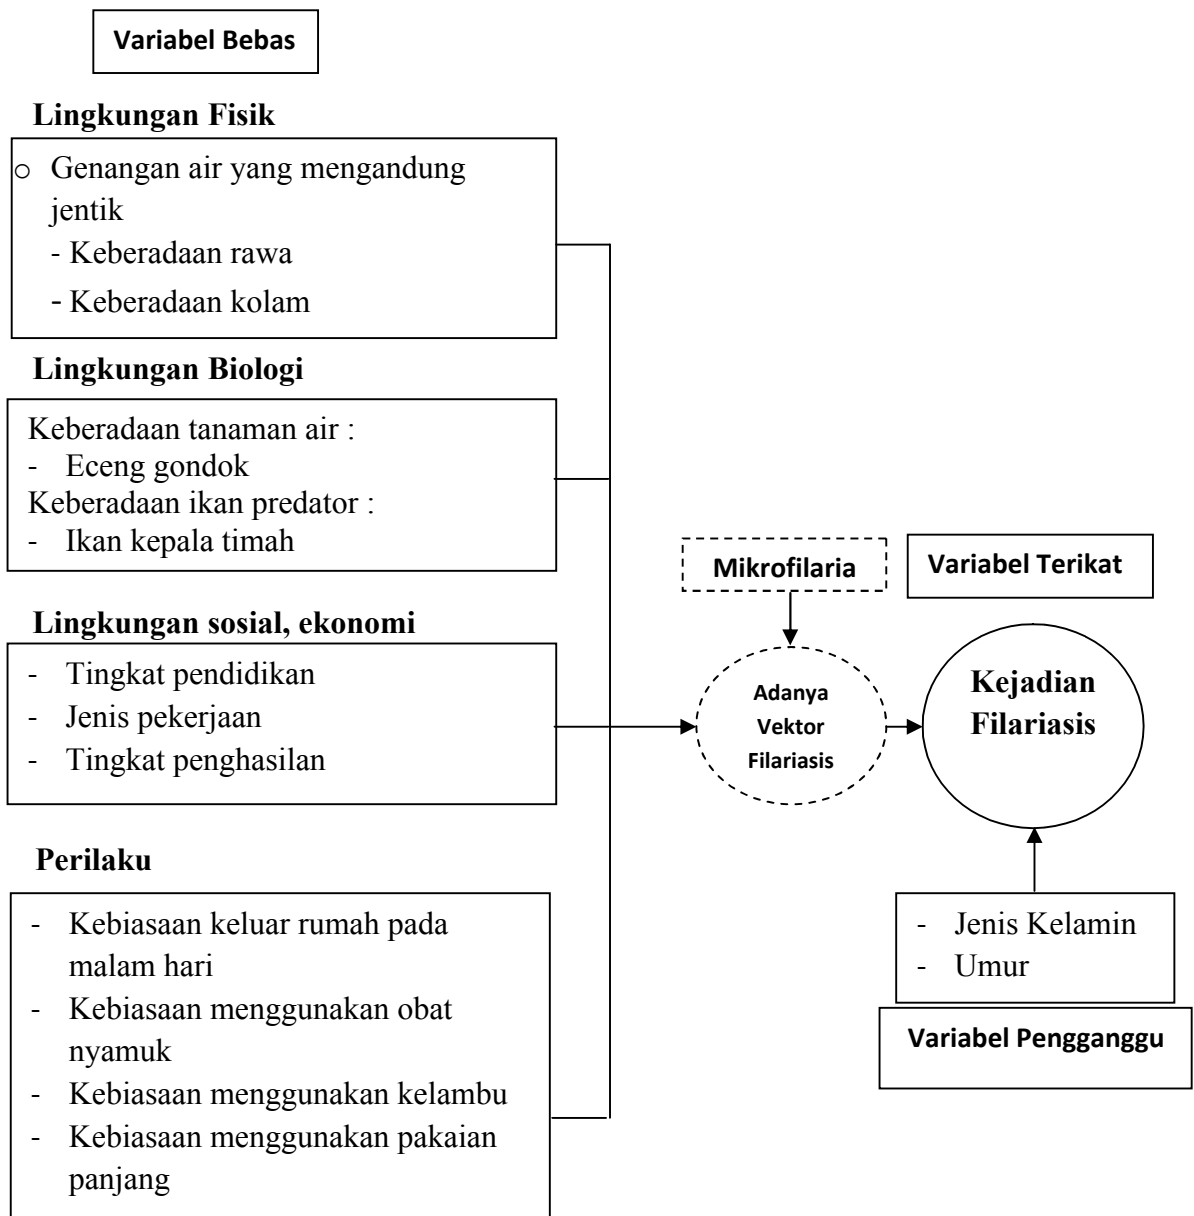 Variabel Bebas
Lingkungan Fisik
o Genangan air yang mengandung
jentik
- Keberadaan rawa
- Keberadaan kolam
Lingkungan Biologi
Keberadaan tanaman air :
- Eceng gondok
Keberadaan ikan predator :
- Ikan kepala timah
Lingkungan sosial, ekonomi
- Tingkat pendidikan
- Jenis pekerjaan
- Tingkat penghasilan
Perilaku
- Kebiasaan keluar rumah pada
malam hari
- Kebiasaan menggunakan obat
nyamuk
- Kebiasaan menggunakan kelambu
- Kebiasaan menggunakan pakaian
panjang
Mikrofilaria
Adanya
Vektor
Filariasis
Variabel Terikat
Kejadian
Filariasis
- Jenis Kelamin
- Umur
Variabel Pengganggu